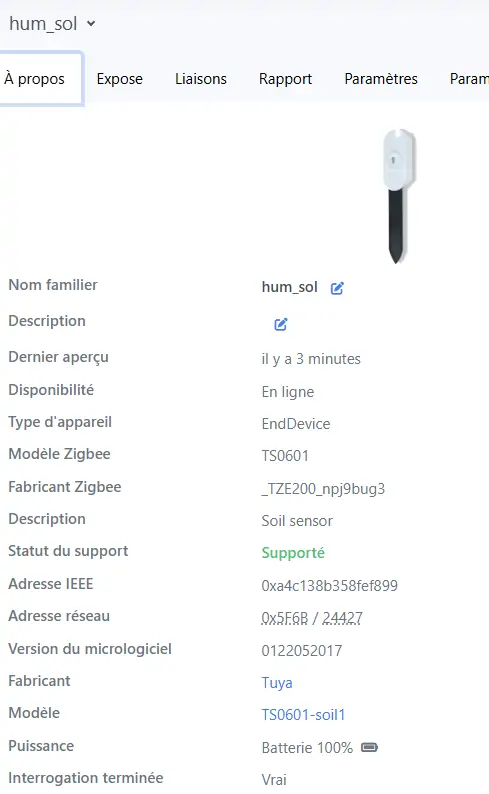 hum_sol
À propos Expose Liaisons Rapport Paramètres Param
Nom familier hum_sol
Description
Dernier aperçu il y a 3 minutes
Disponibilité En ligne
Type d'appareil EndDevice
Modèle Zigbee TS0601
Fabricant Zigbee _TZE200_npj9bug3
Description Soil sensor
Statut du support Supporté
Adresse IEEE 0xa4c138b358fef899
Adresse réseau 0x5F6B / 24427
Version du micrologiciel 0122052017
Fabricant Tuya
Modèle TS0601-soil1
Puissance Batterie 100%
Interrogation terminée Vrai